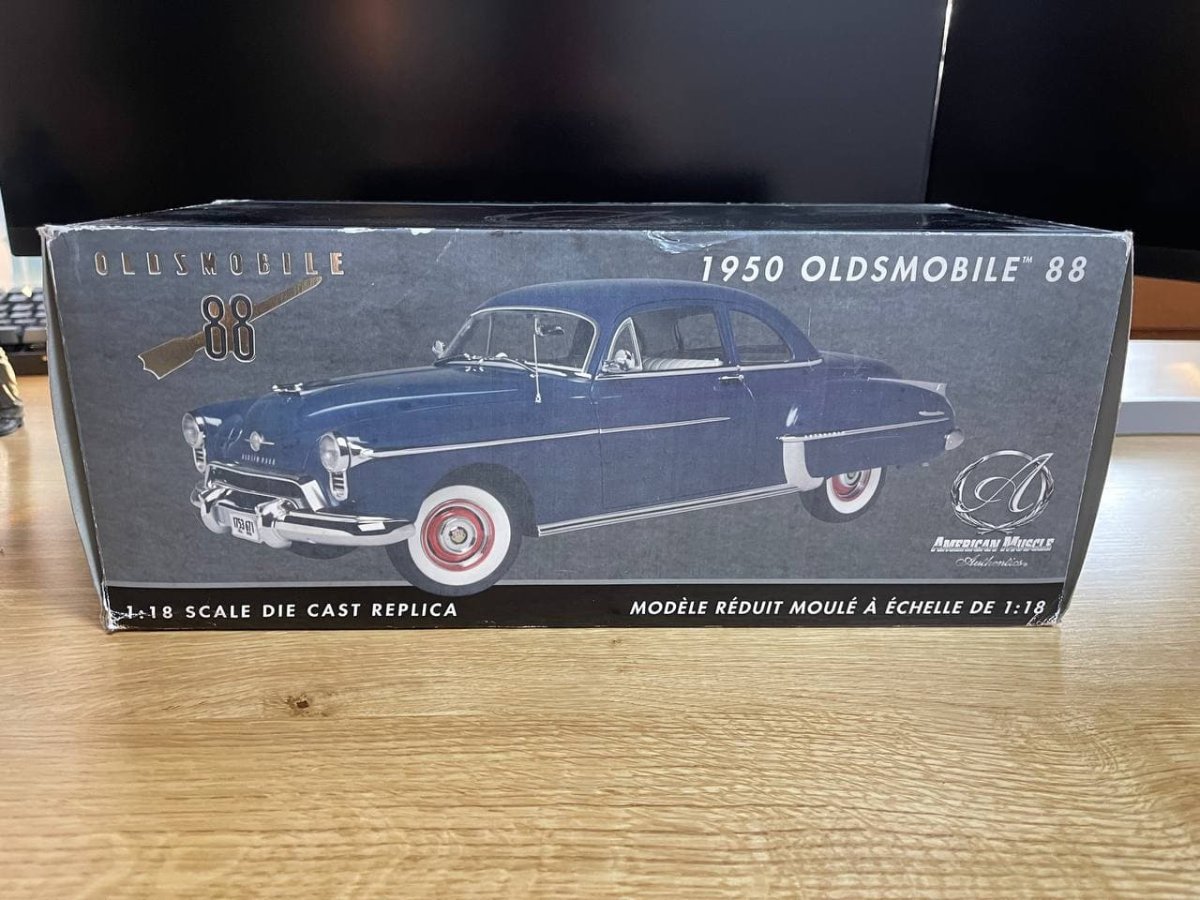 OLDSMOBILE
88
1950 OLDSMOBILE™ 88
A
AMERICAN MUSCLE
Authentics
1:18 SCALE DIE CAST REPLICA
MODÈLE RÉDUIT MOULÉ À ÉCHELLE DE 1:18